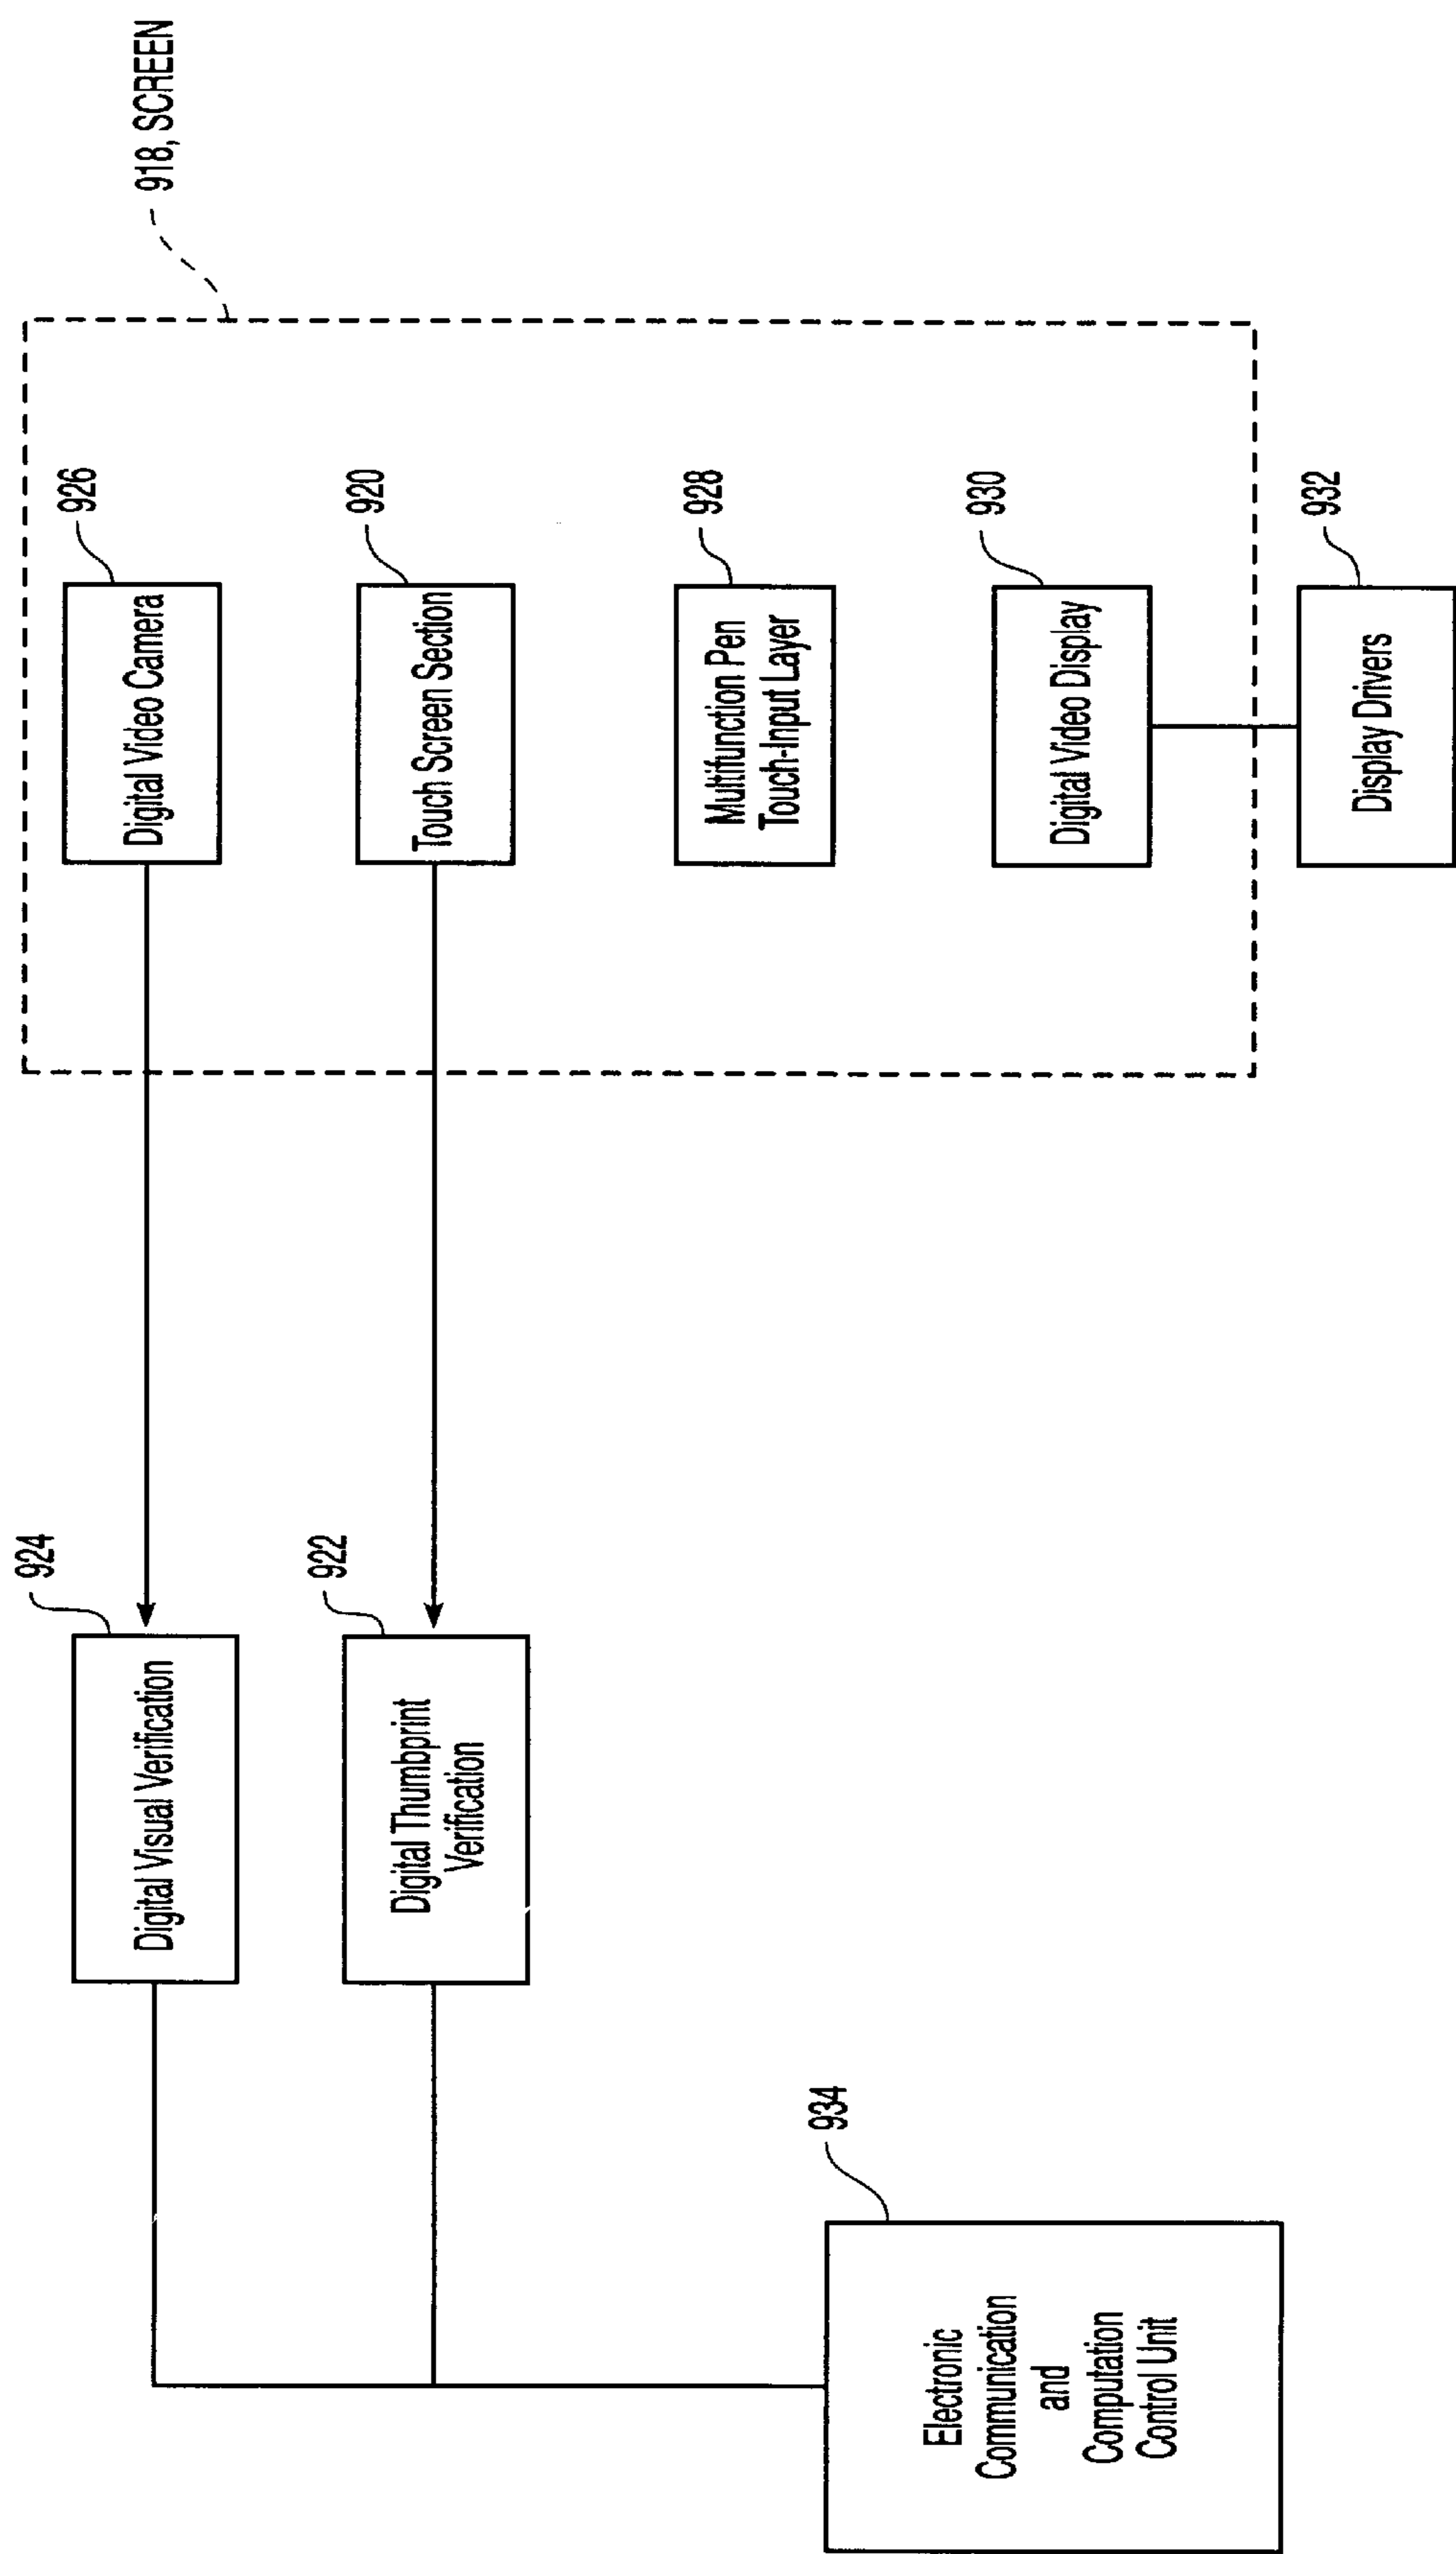 918, SCREEN
926
Digital Video Camera
920
Touch Screen Section
928
Multifunction Pen
Touch-Input Layer
930
Digital Video Display
932
Display Drivers
924
Digital Visual Verification
922
Digital Thumbprint
Verification
934
Electronic
Communication
and
Computation
Control Unit